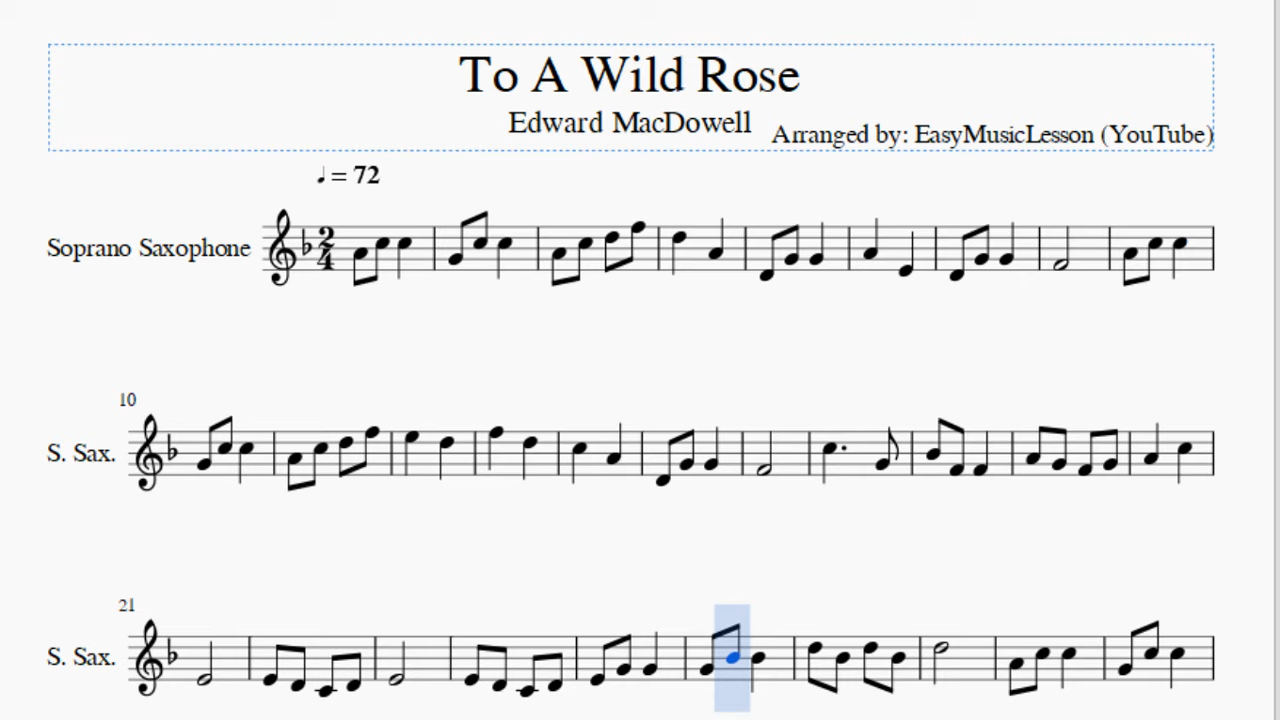 To A Wild Rose
Edward MacDowell
Arranged by: EasyMusicLesson (YouTube)
♩ = 72
Soprano Saxophone
2
4
10
S. Sax.
21
S. Sax.